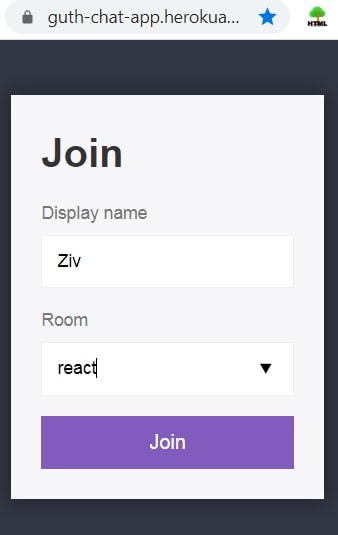 guth-chat-app.herokua...
HTML
Join
Display name
Ziv
Room
react
Join